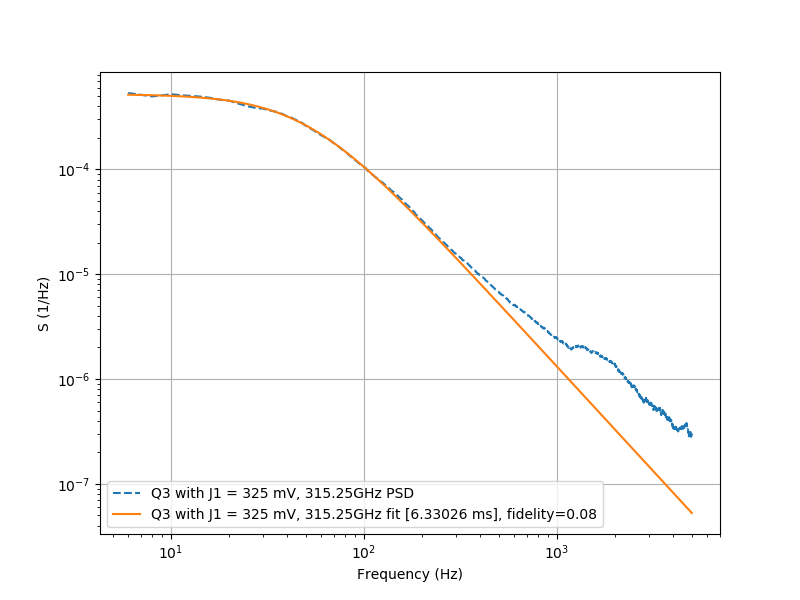 10⁻⁴
10⁻⁵
10⁻⁶
10⁻⁷
S (1/Hz)
Q3 with J1 = 325 mV, 315.25GHz PSD
Q3 with J1 = 325 mV, 315.25GHz fit [6.33026 ms], fidelity=0.08
10¹ 10² 10³
Frequency (Hz)